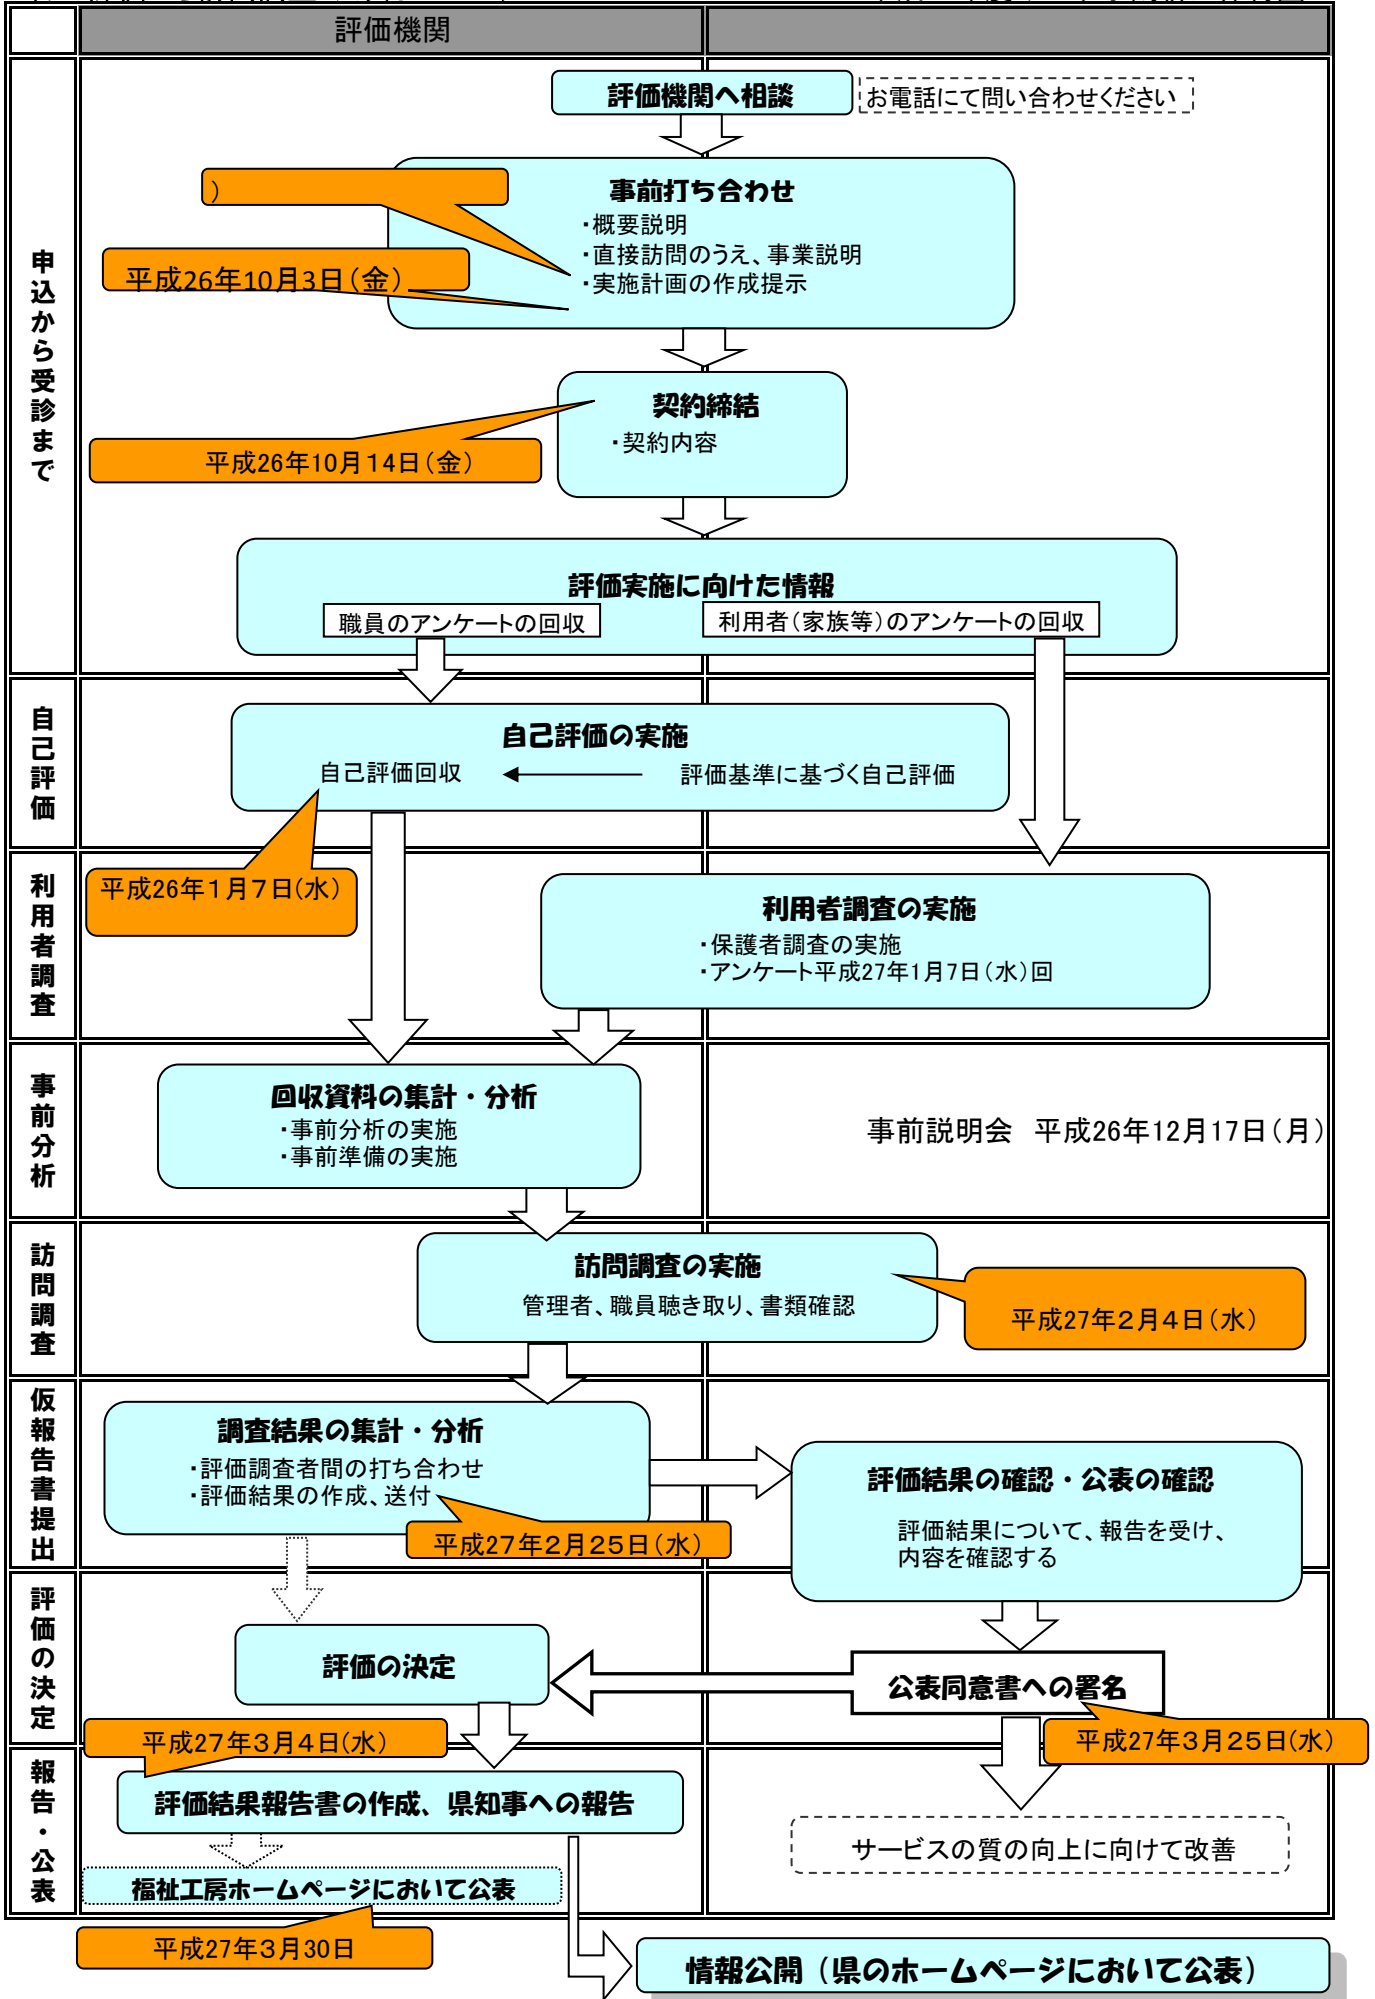 評価機関
申込から受診まで
評価機関へ相談
お電話にて問い合わせください
事前打ち合わせ
)
・概要説明
・直接訪問のうえ、事業説明
・実施計画の作成提示
平成26年10月3日(金)
契約締結
・契約内容
平成26年10月14日(金)
評価実施に向けた情報
職員のアンケートの回収
利用者(家族等)のアンケートの回収
自己評価
自己評価の実施
自己評価回収
評価基準に基づく自己評価
利用者調査
平成26年1月7日(水)
利用者調査の実施
・保護者調査の実施
・アンケート平成27年1月7日(水)回
事前分析
回収資料の集計・分析
・事前分析の実施
・事前準備の実施
事前説明会 平成26年12月17日(月)
訪問調査
訪問調査の実施
管理者、職員聴き取り、書類確認
平成27年2月4日(水)
仮報告書提出
調査結果の集計・分析
・評価調査者間の打ち合わせ
・評価結果の作成、送付
平成27年2月25日(水)
評価結果の確認・公表の確認
評価結果について、報告を受け、
内容を確認する
評価の決定
評価の決定
公表同意書への署名
平成27年3月4日(水)
平成27年3月25日(水)
報告・公表
評価結果報告書の作成、県知事への報告
サービスの質の向上に向けて改善
福祉工房ホームページにおいて公表
平成27年3月30日
情報公開(県のホームページにおいて公表)